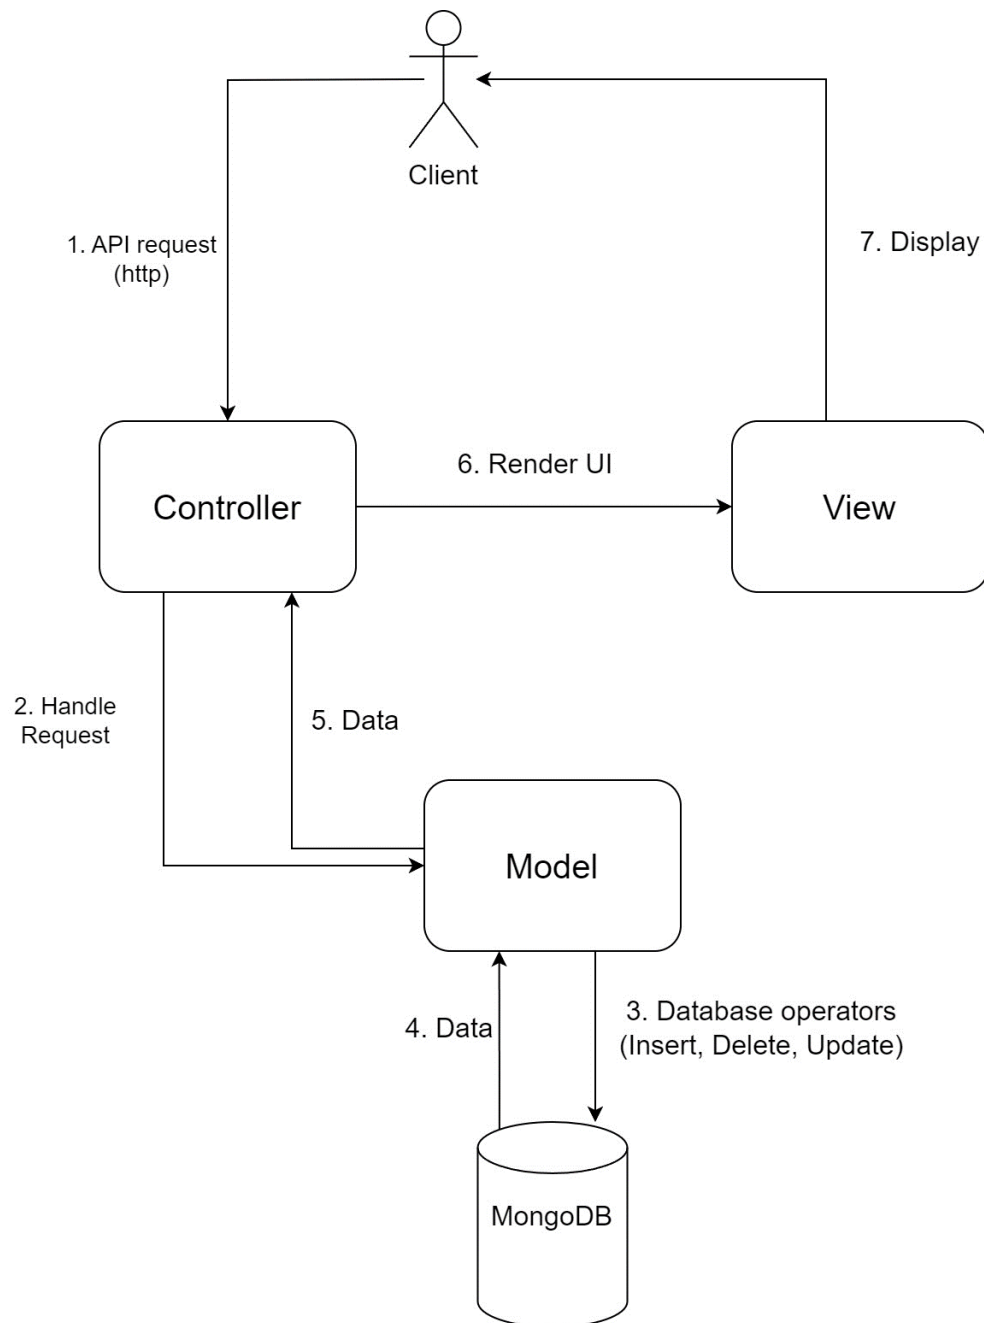 Client
1. API request
(http)
7. Display
6. Render UI
Controller
View
2. Handle
Request
5. Data
Model
3. Database operators
(Insert, Delete, Update)
4. Data
MongoDB